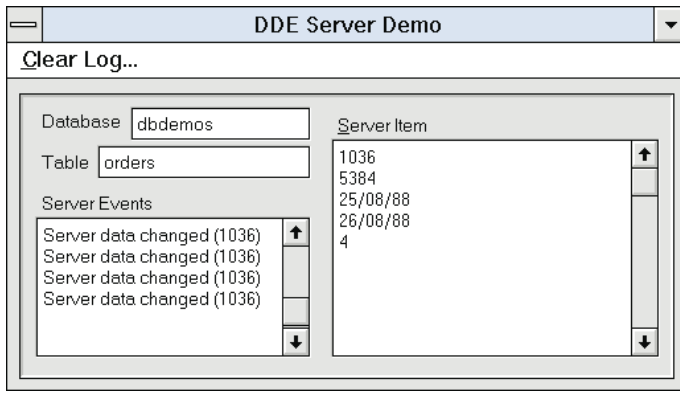 DDE Server Demo
Clear Log...
Database dbdemos
Table orders
Server Events
Server data changed (1036)
Server data changed (1036)
Server data changed (1036)
Server data changed (1036)
Server Item
1036
5384
25/08/88
26/08/88
4